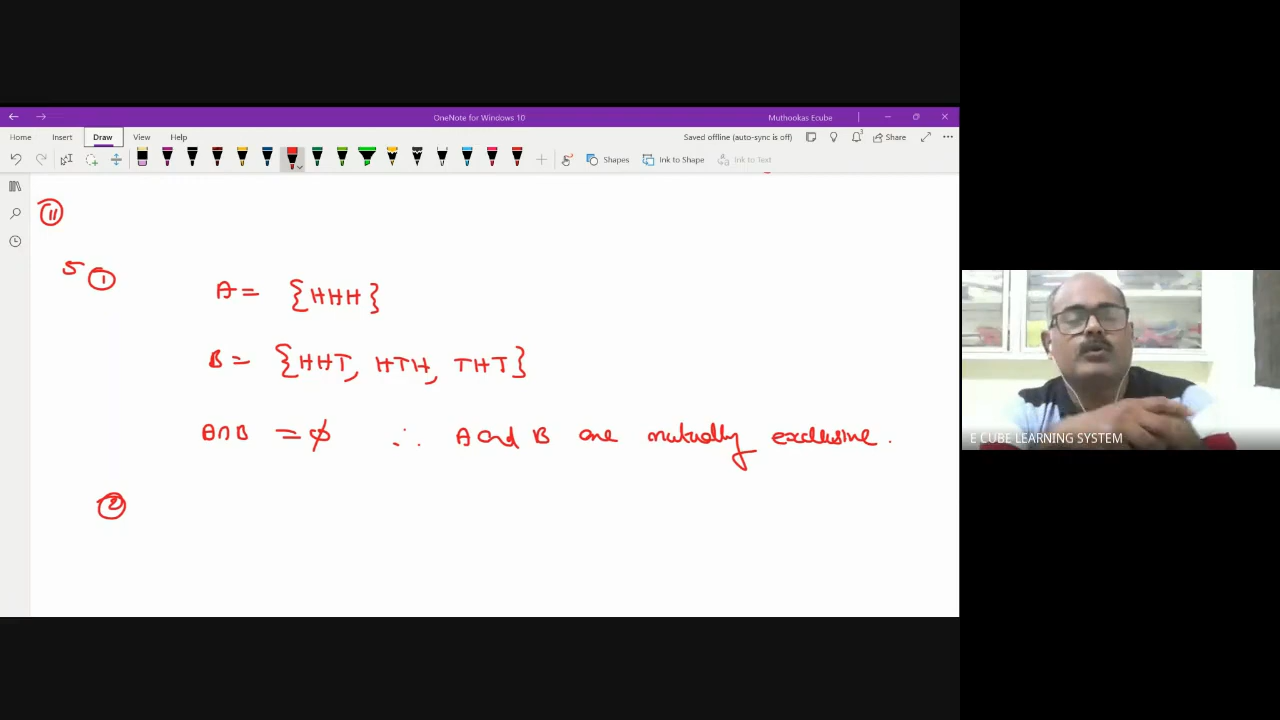 OneNote for Windows 10
Muthookas Ecube
Home Insert Draw View Help
Saved offline (auto-sync is off)
3
Share
Shapes
Ink to Shape
Ink to Text
11
5 1 A = {HHH}
B = {HHT, HTH, THT}
A∩B = ϕ ∴ A and B are mutually exclusive.
2
E CUBE LEARNING SYSTEM